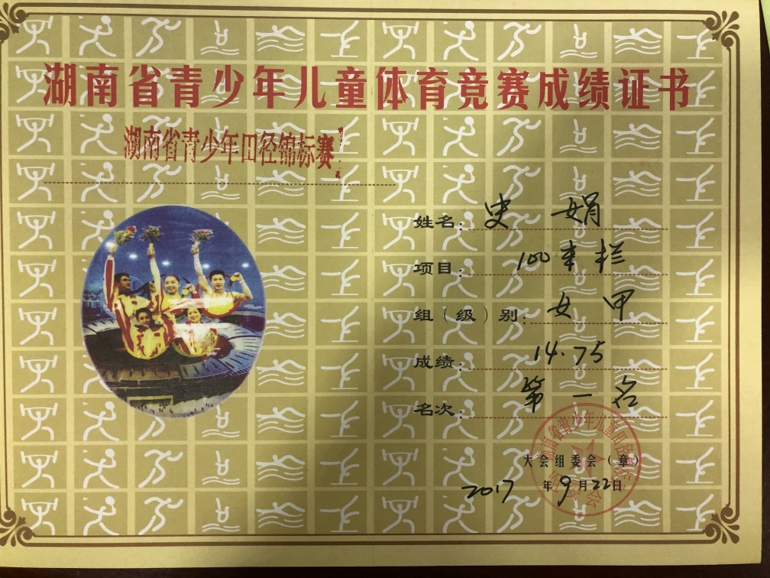 湖南省青少年儿童体育竞赛成绩证书
湖南省青少年田径锦标赛
姓名: 史 娟
项目: 100米栏
组(级)别: 女 甲
成绩: 14.75
名次: 第 一 名
大会组委会(章)
2017年9月22日